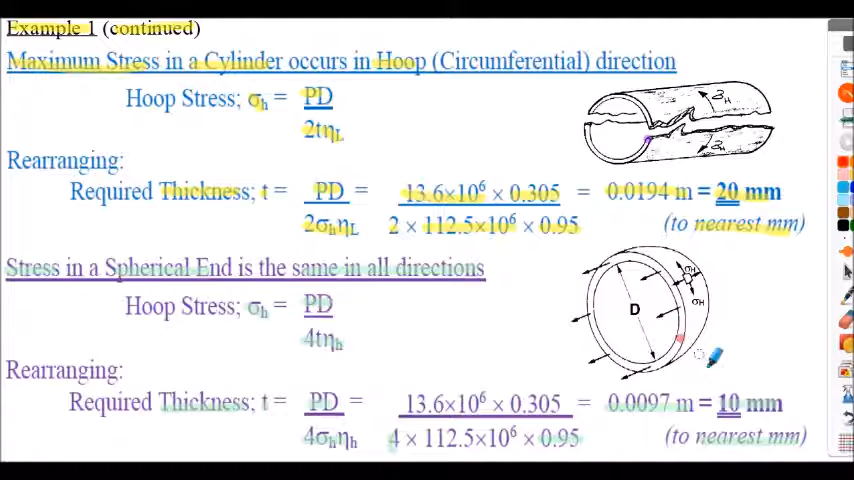 Example 1 (continued)
Maximum Stress in a Cylinder occurs in Hoop (Circumferential) direction
Hoop Stress; σh = PD
2tηL
σH
σH
Rearranging:
Required Thickness; t = PD = 13.6×10⁶ × 0.305 = 0.0194 m = 20 mm
2σhηL 2 × 112.5×10⁶ × 0.95 (to nearest mm)
Stress in a Spherical End is the same in all directions
Hoop Stress; σh = PD
4tηh
σH
σH
D
Rearranging:
Required Thickness; t = PD = 13.6×10⁶ × 0.305 = 0.0097 m = 10 mm
4σhηh 4 × 112.5×10⁶ × 0.95 (to nearest mm)